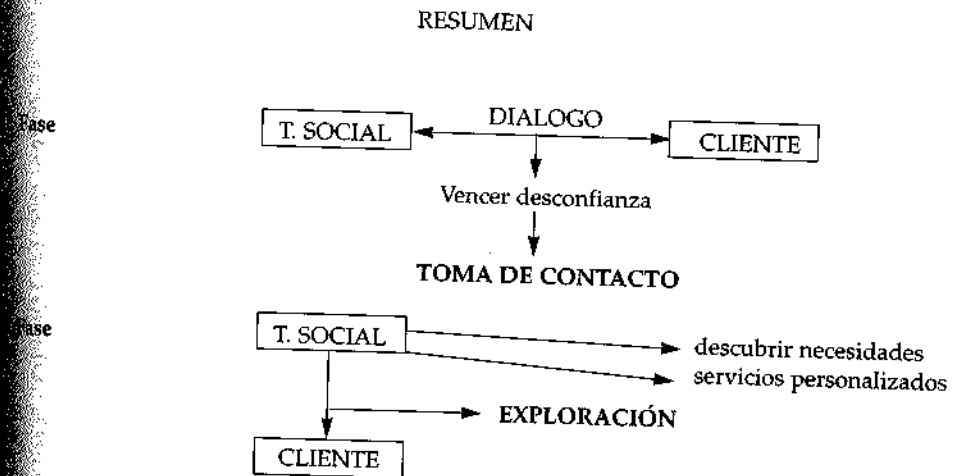 RESUMEN
Fase
T. SOCIAL
DIALOGO
CLIENTE
Vencer desconfianza
TOMA DE CONTACTO
Fase
T. SOCIAL
descubrir necesidades
servicios personalizados
EXPLORACIÓN
CLIENTE